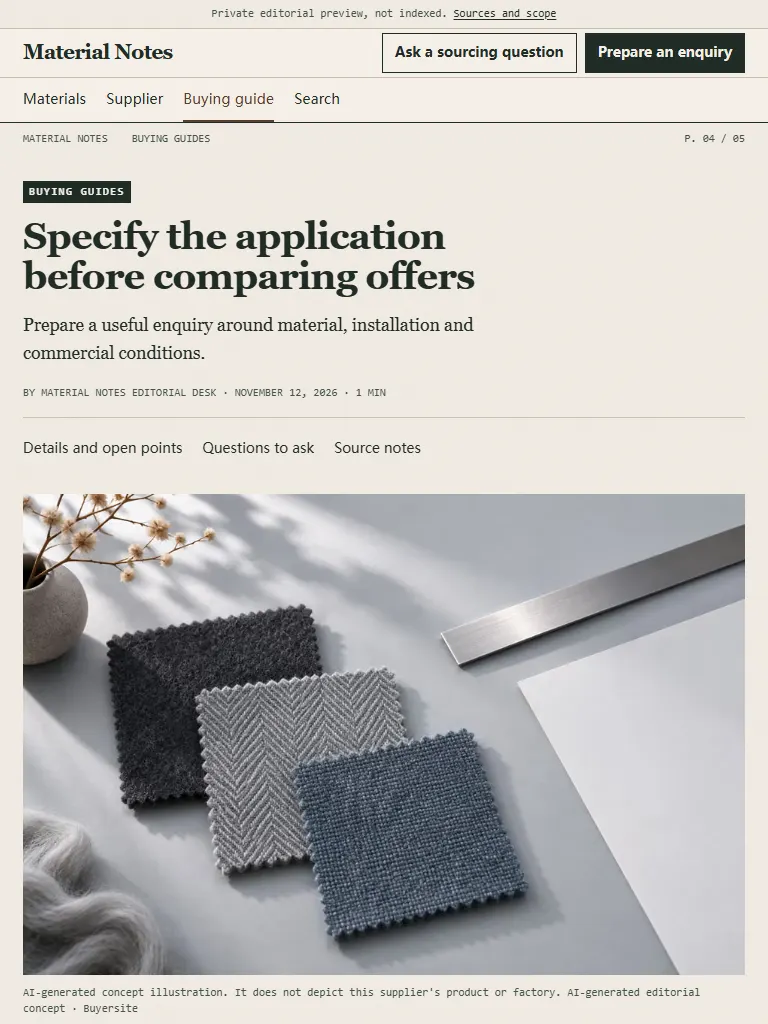 Private editorial preview, not indexed. Sources and scope
Material Notes
Ask a sourcing question
Prepare an enquiry
Materials Supplier Buying guide Search
MATERIAL NOTES BUYING GUIDES P. 04 / 05
BUYING GUIDES
Specify the application
before comparing offers
Prepare a useful enquiry around material, installation and
commercial conditions.
BY MATERIAL NOTES EDITORIAL DESK · NOVEMBER 12, 2026 · 1 MIN
Details and open points Questions to ask Source notes
AI-generated concept illustration. It does not depict this supplier's product or factory. AI-generated editorial
concept · Buyersite